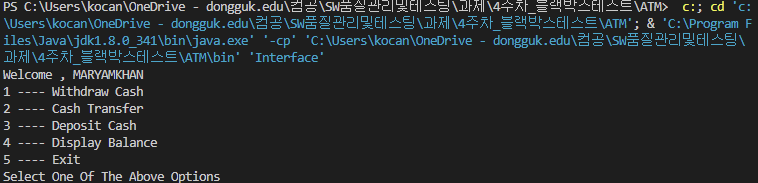 PS C:\Users\kocan\OneDrive - dongguk.edu\컴공\SW품질관리및테스팅\과제\4주차_블랙박스테스트\ATM>  c:; cd 'c:
\Users\kocan\OneDrive - dongguk.edu\컴공\SW품질관리및테스팅\과제\4주차_블랙박스테스트\ATM'; & 'C:\Program F
iles\Java\jdk1.8.0_341\bin\java.exe' '-cp' 'C:\Users\kocan\OneDrive - dongguk.edu\컴공\SW품질관리및테스팅\
과제\4주차_블랙박스테스트\ATM\bin' 'Interface'
Welcome , MARYAMKHAN
1 ---- Withdraw Cash
2 ---- Cash Transfer
3 ---- Deposit Cash
4 ---- Display Balance
5 ---- Exit
Select One Of The Above Options